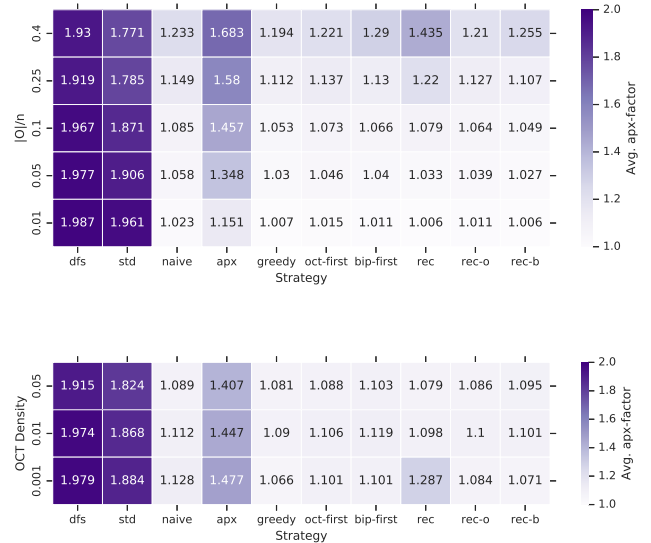 0.4 1.93 1.771 1.233 1.683 1.194 1.221 1.29 1.435 1.21 1.255
0.25 1.919 1.785 1.149 1.58 1.112 1.137 1.13 1.22 1.127 1.107
0.1 1.967 1.871 1.085 1.457 1.053 1.073 1.066 1.079 1.064 1.049
0.05 1.977 1.906 1.058 1.348 1.03 1.046 1.04 1.033 1.039 1.027
0.01 1.987 1.961 1.023 1.151 1.007 1.015 1.011 1.006 1.011 1.006
|O|/n
dfs std naive apx greedy oct-first bip-first rec rec-o rec-b
Strategy
2.0
1.8
1.6
1.4
1.2
1.0
Avg. apx-factor
0.05 1.915 1.824 1.089 1.407 1.081 1.088 1.103 1.079 1.086 1.095
0.01 1.974 1.868 1.112 1.447 1.09 1.106 1.119 1.098 1.1 1.101
0.001 1.979 1.884 1.128 1.477 1.066 1.101 1.101 1.287 1.084 1.071
OCT Density
dfs std naive apx greedy oct-first bip-first rec rec-o rec-b
Strategy
2.0
1.8
1.6
1.4
1.2
1.0
Avg. apx-factor